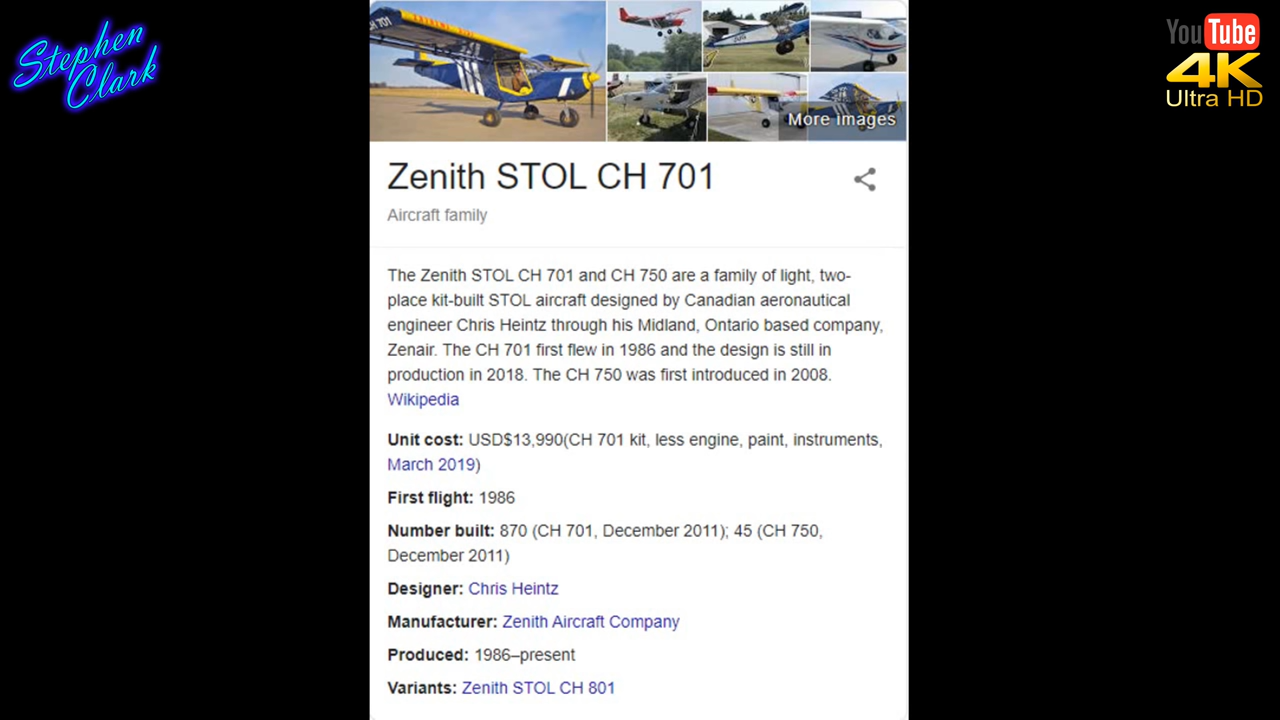 Stephen
Clark
YouTube
4K
Ultra HD
CH 701
More images
Zenith STOL CH 701
Aircraft family
The Zenith STOL CH 701 and CH 750 are a family of light, two-
place kit-built STOL aircraft designed by Canadian aeronautical
engineer Chris Heintz through his Midland, Ontario based company,
Zenair. The CH 701 first flew in 1986 and the design is still in
production in 2018. The CH 750 was first introduced in 2008.
Wikipedia
Unit cost: USD$13,990(CH 701 kit, less engine, paint, instruments,
March 2019)
First flight: 1986
Number built: 870 (CH 701, December 2011); 45 (CH 750,
December 2011)
Designer: Chris Heintz
Manufacturer: Zenith Aircraft Company
Produced: 1986–present
Variants: Zenith STOL CH 801